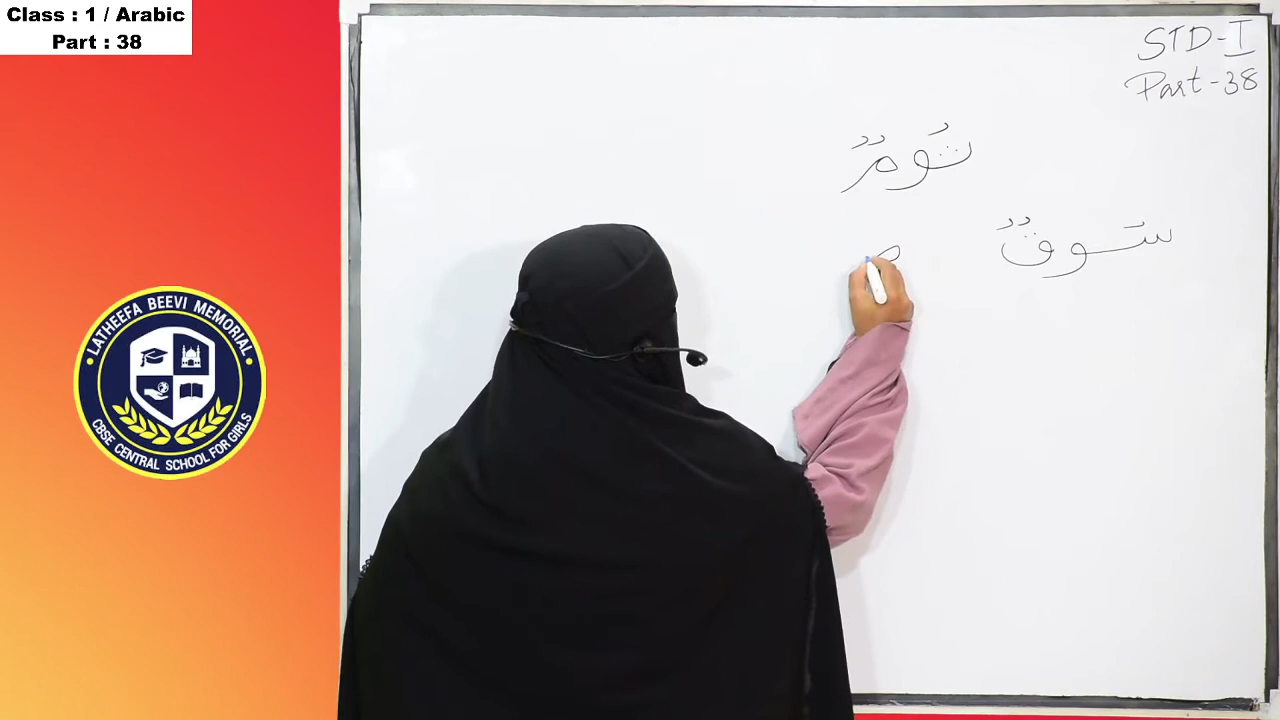 Class : 1 / Arabic
Part : 38
STD-I
Part-38
ثُومٌ
سُوقٌ
LATHEEFA BEEVI MEMORIAL
CBSE CENTRAL SCHOOL FOR GIRLS